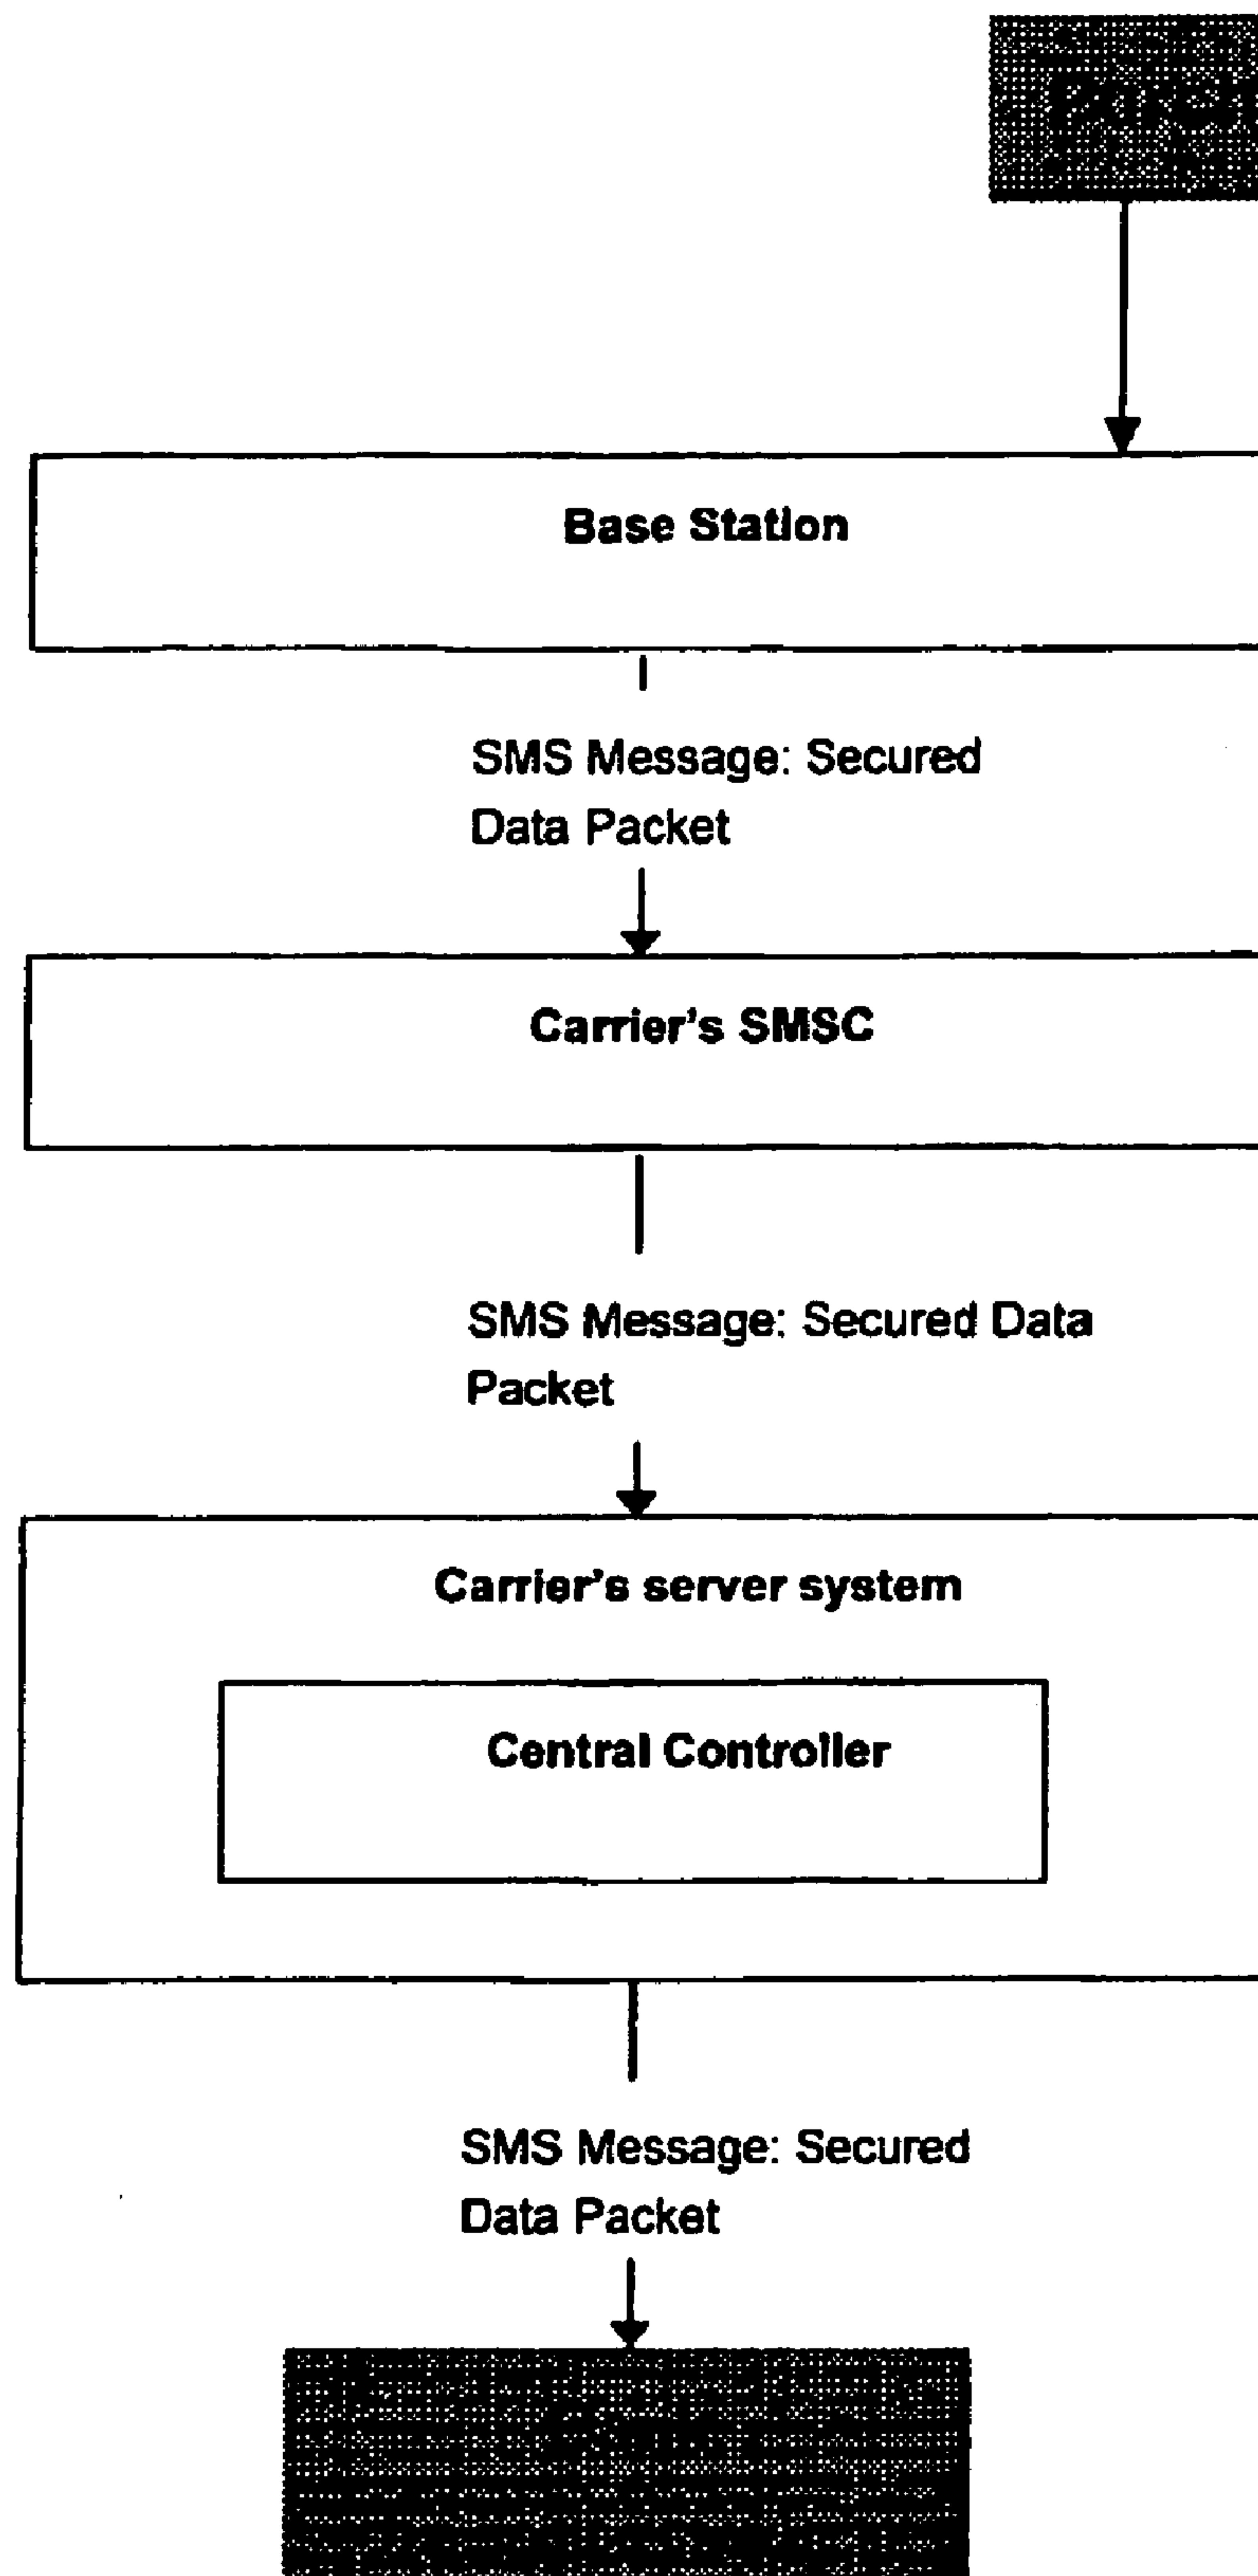 Base Station
SMS Message: Secured
Data Packet
Carrier's SMSC
SMS Message: Secured Data
Packet
Carrier's server system
Central Controller
SMS Message: Secured
Data Packet